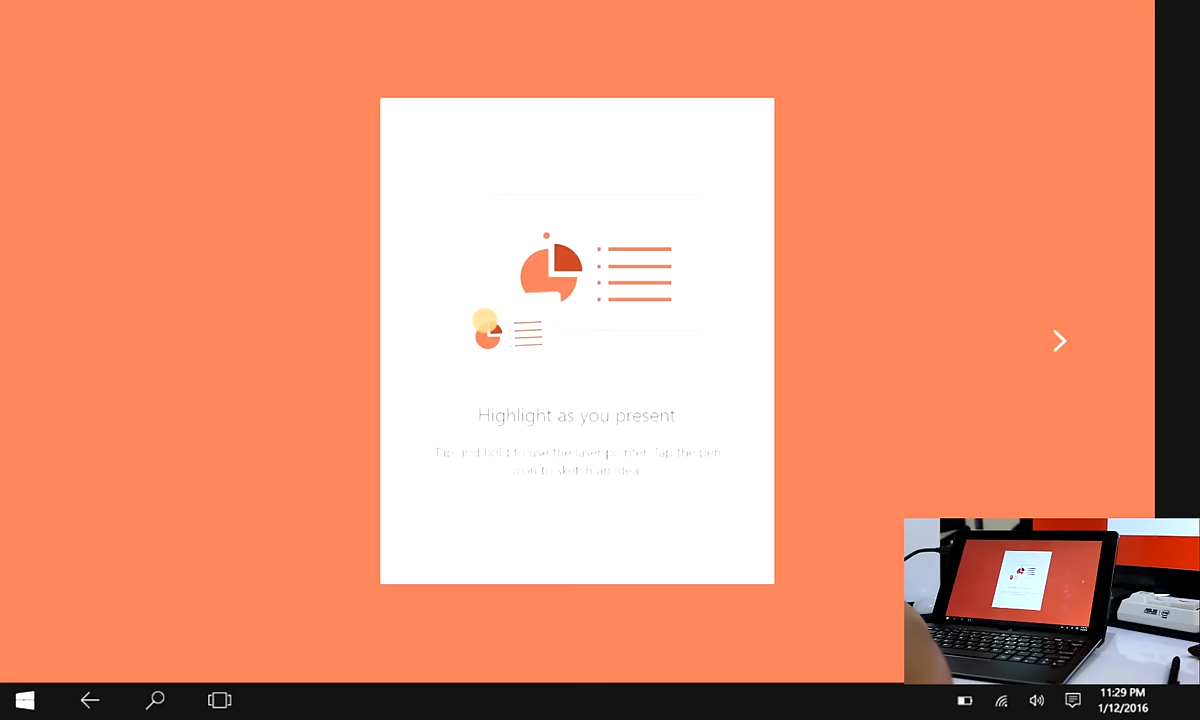 Highlight as you present
Tap and hold to use the laser pointer. Tap the pen
icon to sketch an idea.
ASUS
11:29 PM
1/12/2016